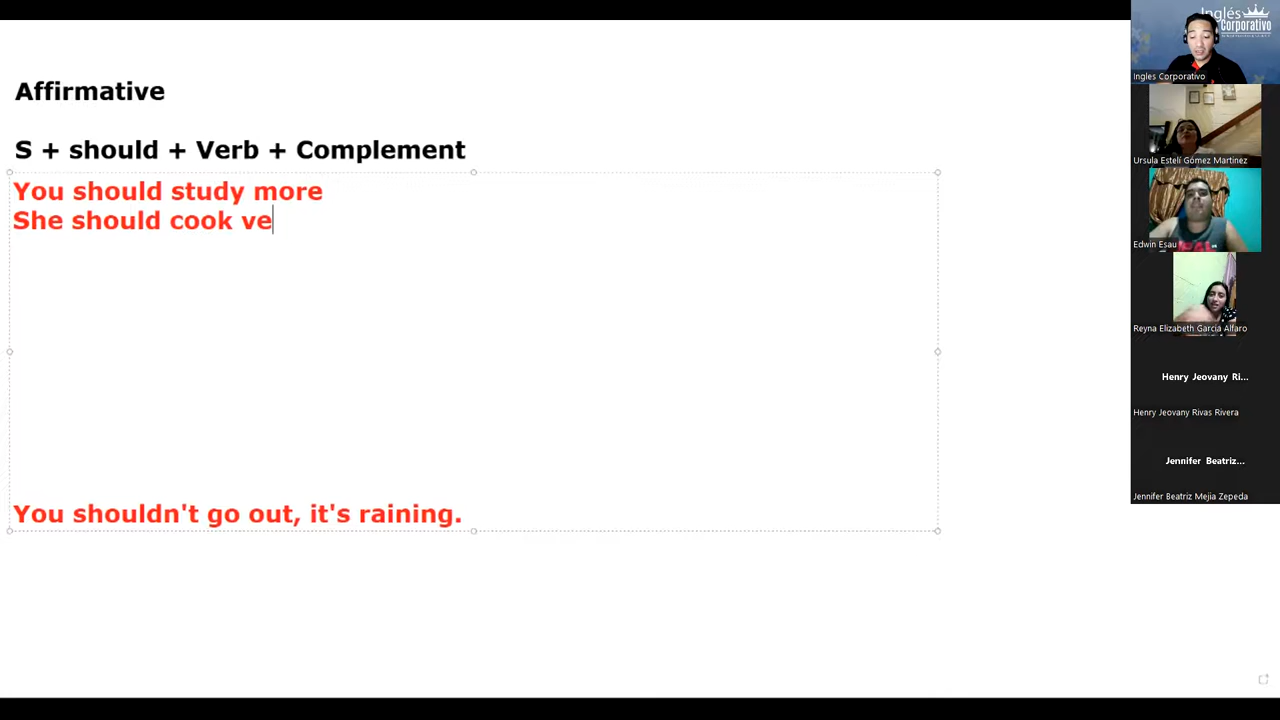 Affirmative
S + should + Verb + Complement
You should study more
She should cook ve
You shouldn't go out, it's raining.
Inglés
Corporativo
Ingles Corporativo
Ursula Estelí Gómez Martinez
Edwin Esau
Reyna Elizabeth Garcia Alfaro
Henry Jeovany Ri...
Henry Jeovany Rivas Rivera
Jennifer Beatriz...
Jennifer Beatriz Mejia Zepeda